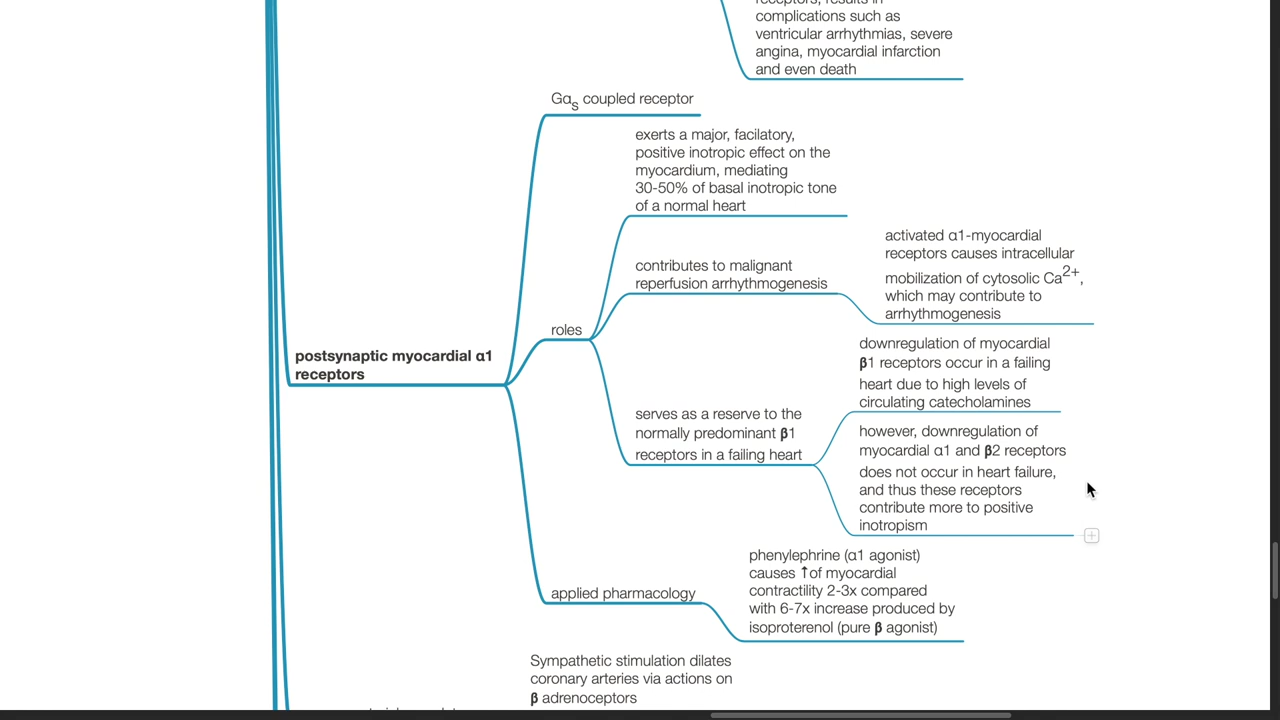 complications such as
ventricular arrhythmias, severe
angina, myocardial infarction
and even death
Gαs coupled receptor
exerts a major, facilatory,
positive inotropic effect on the
myocardium, mediating
30-50% of basal inotropic tone
of a normal heart
activated α1-myocardial
receptors causes intracellular
mobilization of cytosolic Ca2+,
which may contribute to
arrhythmogenesis
contributes to malignant
reperfusion arrhythmogenesis
roles
postsynaptic myocardial α1
receptors
downregulation of myocardial
β1 receptors occur in a failing
heart due to high levels of
circulating catecholamines
serves as a reserve to the
normally predominant β1
receptors in a failing heart
however, downregulation of
myocardial α1 and β2 receptors
does not occur in heart failure,
and thus these receptors
contribute more to positive
inotropism
applied pharmacology
phenylephrine (α1 agonist)
causes ↑of myocardial
contractility 2-3x compared
with 6-7x increase produced by
isoproterenol (pure β agonist)
Sympathetic stimulation dilates
coronary arteries via actions on
β adrenoceptors